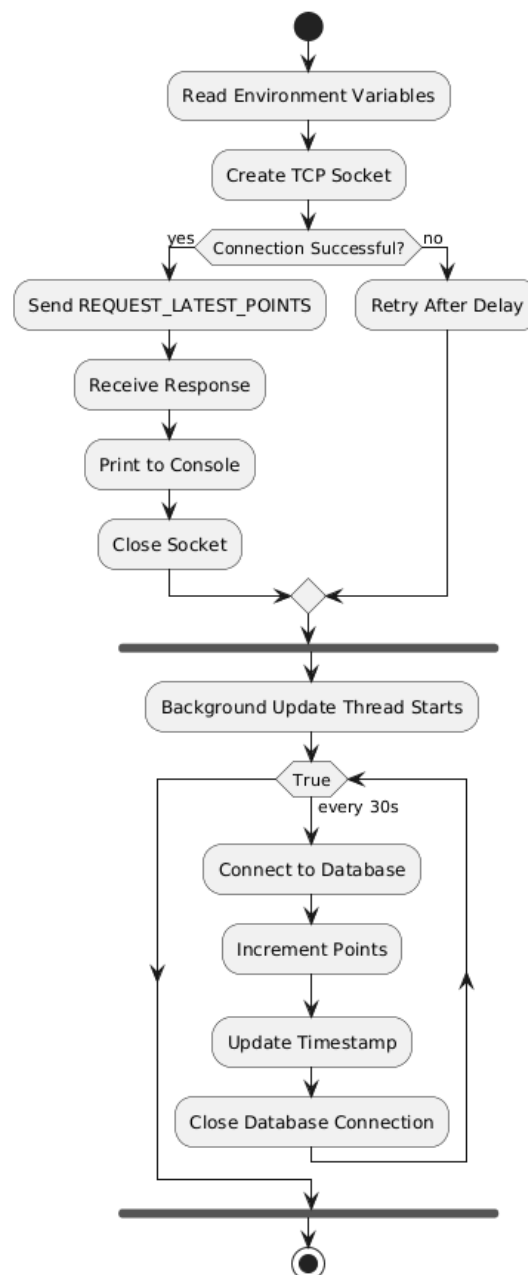 Read Environment Variables
Create TCP Socket
yes
Connection Successful?
no
Send REQUEST_LATEST_POINTS
Retry After Delay
Receive Response
Print to Console
Close Socket
Background Update Thread Starts
True
every 30s
Connect to Database
Increment Points
Update Timestamp
Close Database Connection